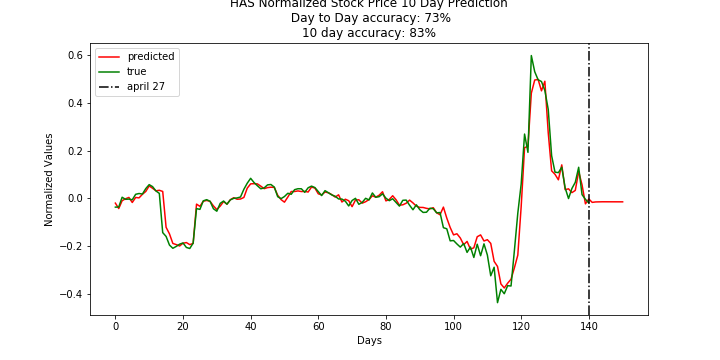 HAS Normalized Stock Price 10 Day Prediction
Day to Day accuracy: 73%
10 day accuracy: 83%
predicted
true
april 27
Normalized Values
0.6
0.4
0.2
0.0
−0.2
−0.4
0 20 40 60 80 100 120 140
Days